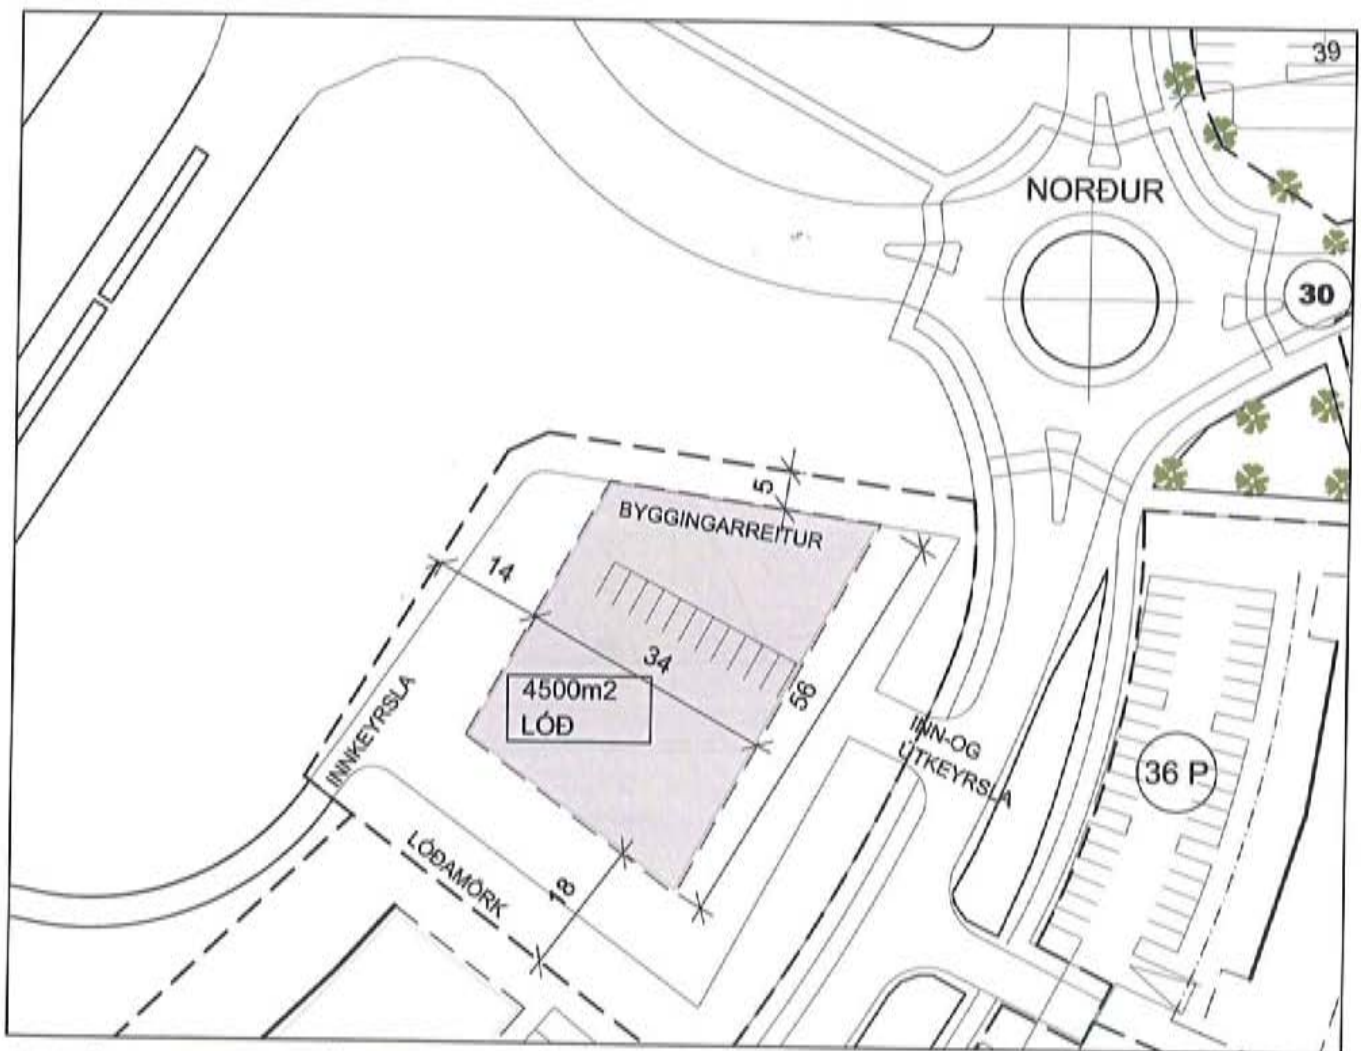 39
NORÐUR
30
5
BYGGINGARREITUR
14
34
4500m2
LÓÐ
56
INNKEYRSLA
INN-OG
ÚTKEYRSLA
36 P
LÓÐAMÖRK
18